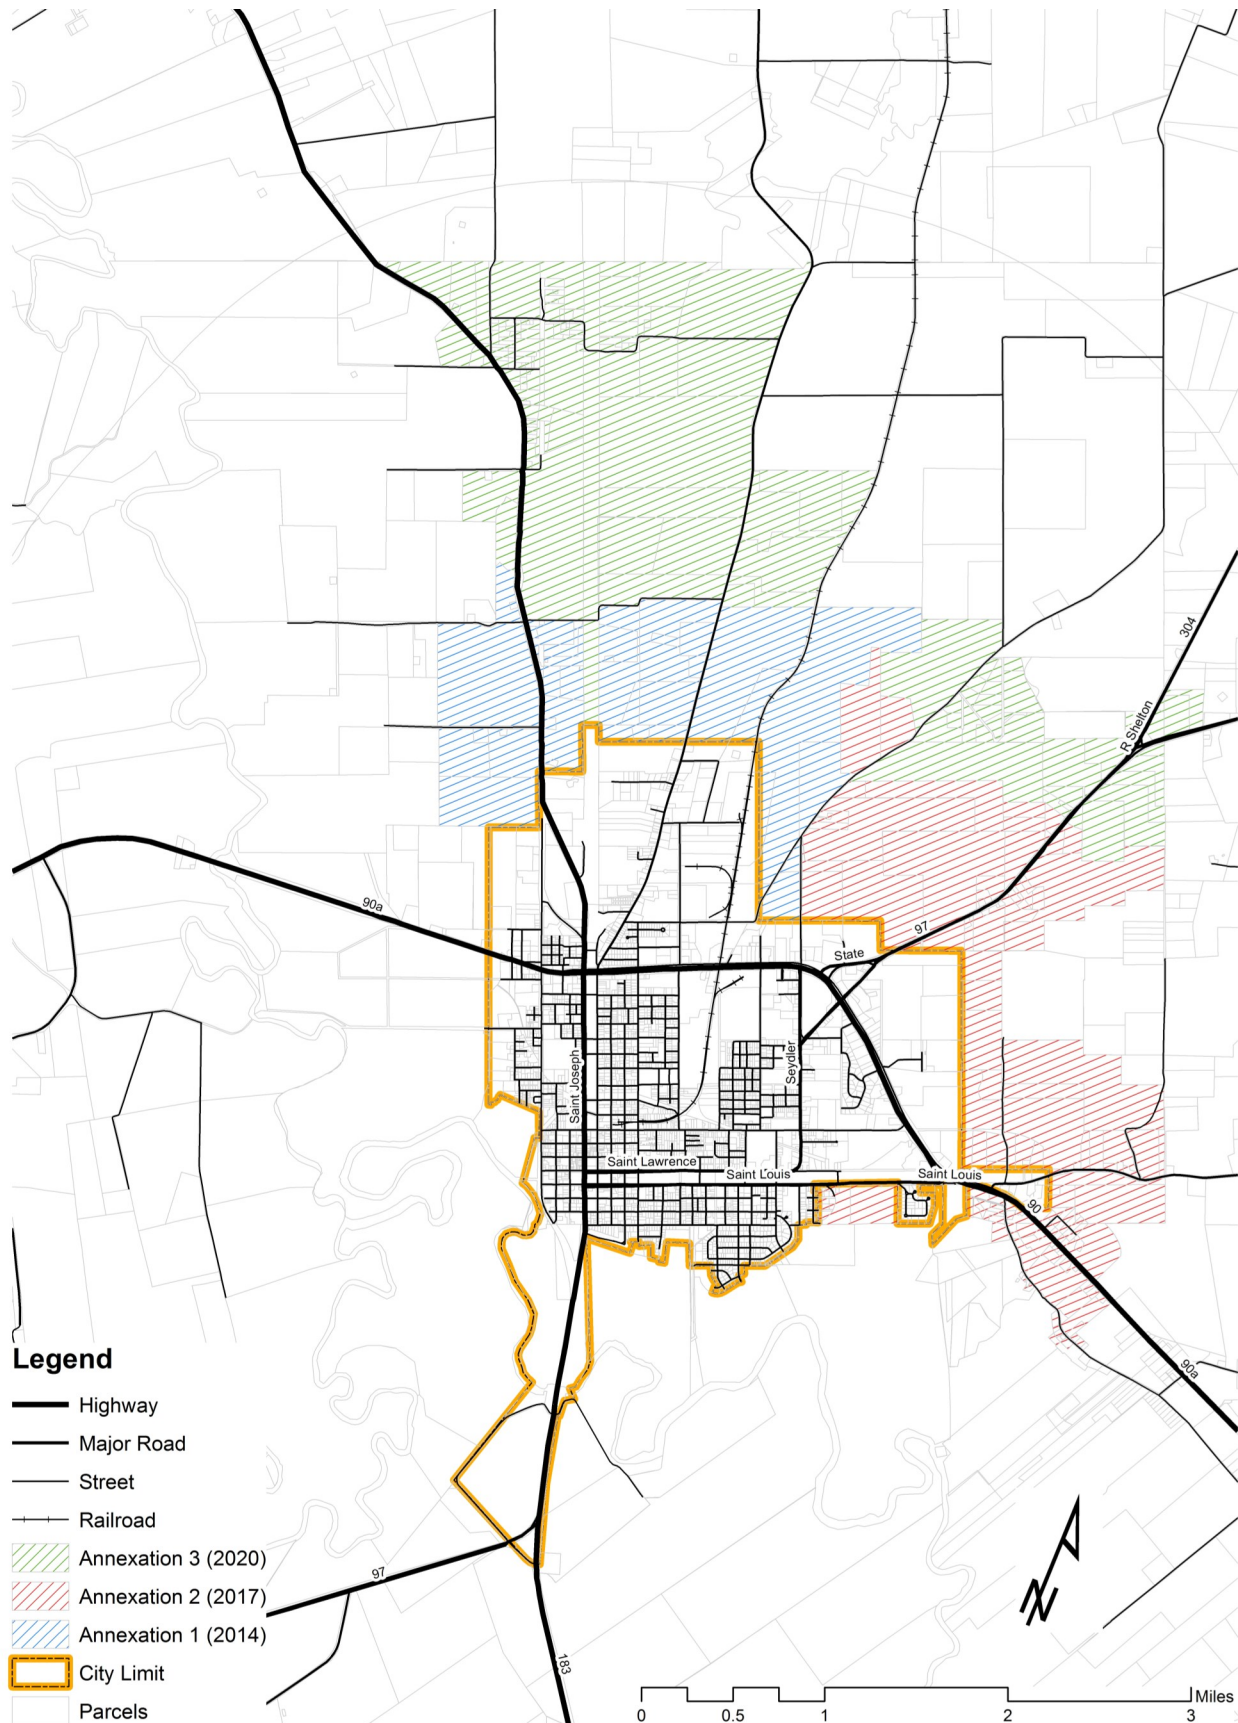 304
R Shelton
90a
97
State
Saint Joseph
Seydler
Saint Lawrence
Saint Louis
Saint Louis
90
90a
97
183
Legend
Highway
Major Road
Street
Railroad
Annexation 3 (2020)
Annexation 2 (2017)
Annexation 1 (2014)
City Limit
Parcels
N
Miles
0 0.5 1 2 3